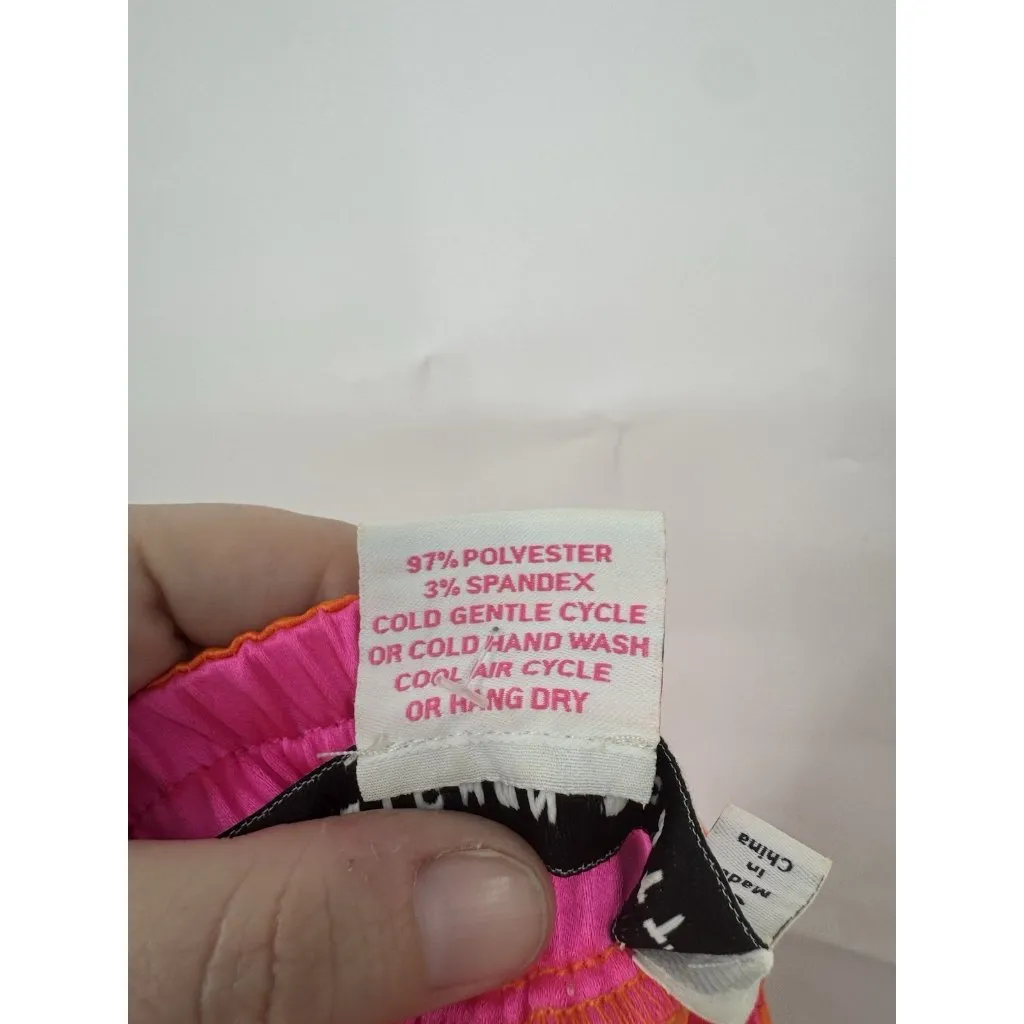 97% POLYESTER
3% SPANDEX
COLD GENTLE CYCLE
OR COLD HAND WASH
COOL AIR CYCLE
OR HANG DRY
Made
in
China